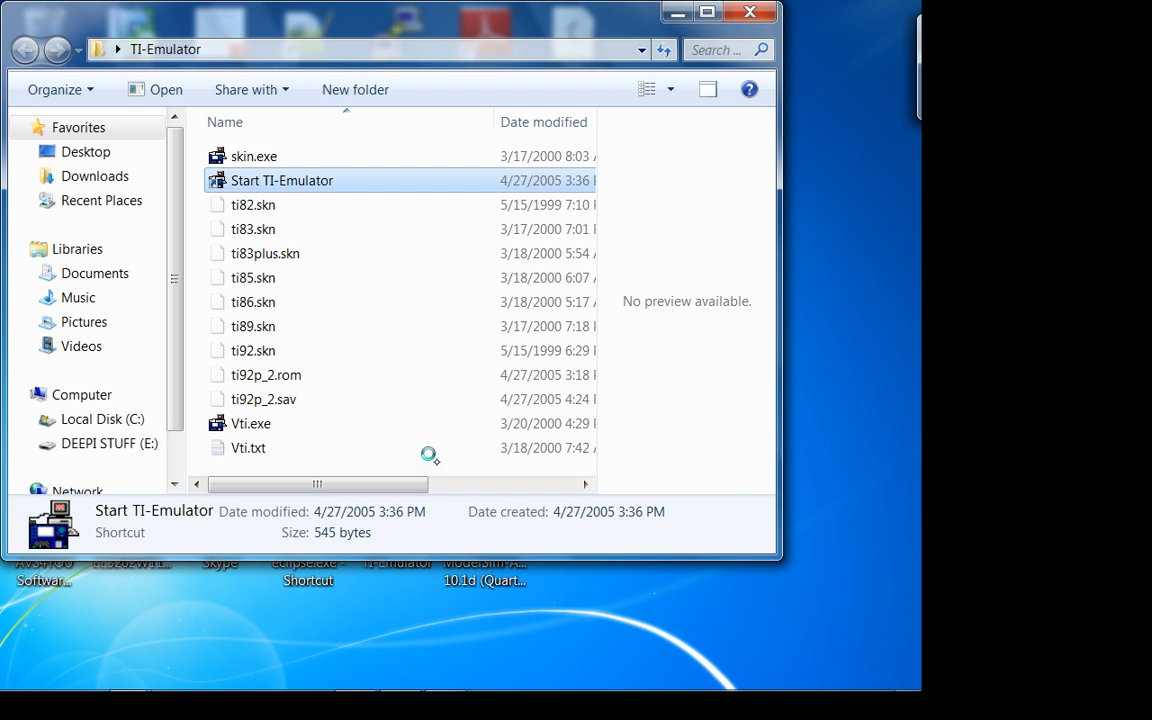 TI-Emulator
Search ...
Organize
Open
Share with
New folder
Favorites
Desktop
Downloads
Recent Places
Libraries
Documents
Music
Pictures
Videos
Computer
Local Disk (C:)
DEEPI STUFF (E:)
Network
Name Date modified
skin.exe 3/17/2000 8:03
Start TI-Emulator 4/27/2005 3:36
ti82.skn 5/15/1999 7:10
ti83.skn 3/17/2000 7:01
ti83plus.skn 3/18/2000 5:54
ti85.skn 3/18/2000 6:07
ti86.skn 3/18/2000 5:17
ti89.skn 3/17/2000 7:18
ti92.skn 5/15/1999 6:29
ti92p_2.rom 4/27/2005 3:18
ti92p_2.sav 4/27/2005 4:24
Vti.exe 3/20/2000 4:29
Vti.txt 3/18/2000 7:42
No preview available.
Start TI-Emulator Date modified: 4/27/2005 3:36 PM Date created: 4/27/2005 3:36 PM
Shortcut Size: 545 bytes
Skype eclipse.exe - TI-Emulator
Softwar... Shortcut 10.1d (Quart...